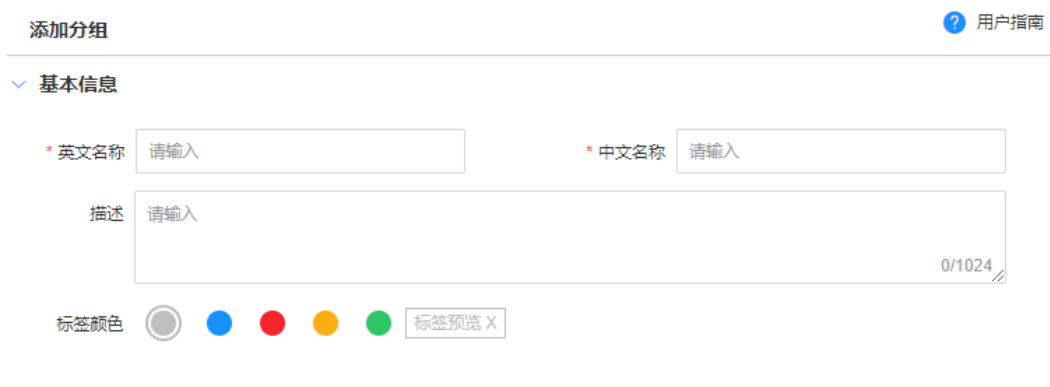 添加分组
? 用户指南
基本信息
* 英文名称 请输入
* 中文名称 请输入
描述 请输入
0/1024
标签颜色 标签预览 X